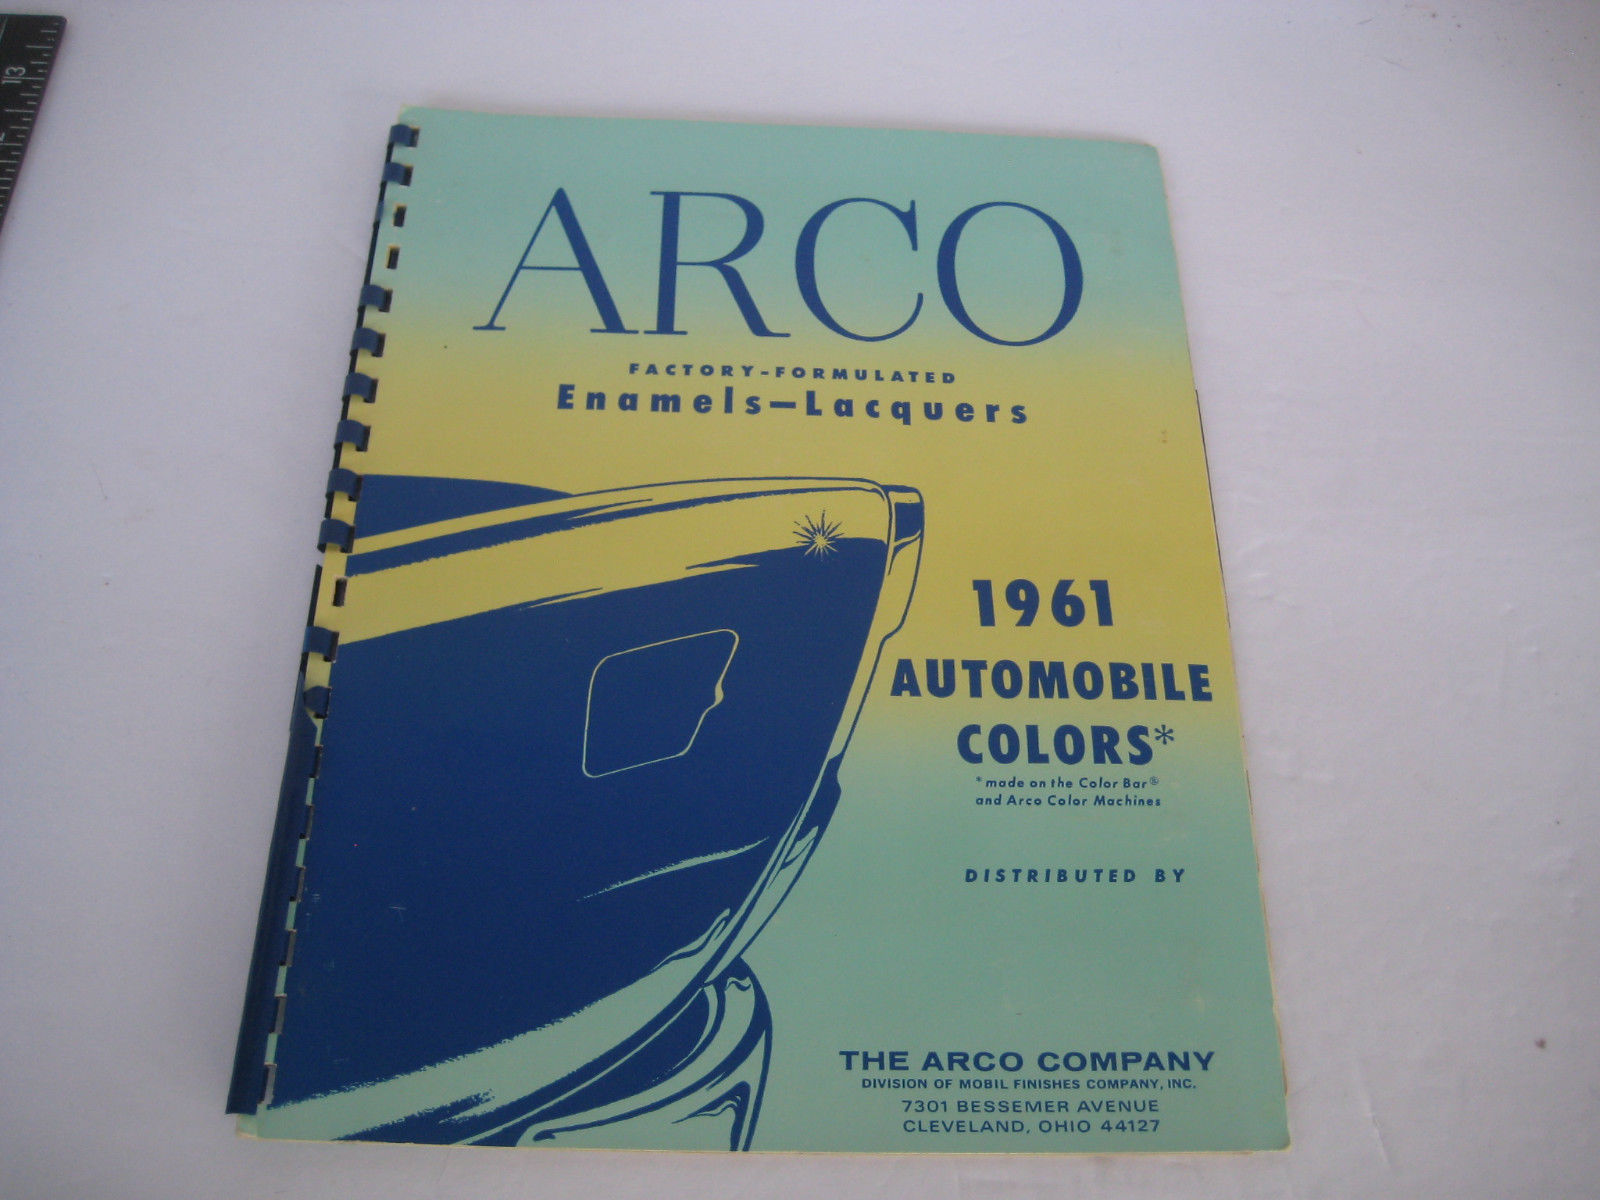 ARCO
FACTORY-FORMULATED
Enamels—Lacquers
1961
AUTOMOBILE
COLORS*
*made on the Color Bar®
and Arco Color Machines
DISTRIBUTED BY
THE ARCO COMPANY
DIVISION OF MOBIL FINISHES COMPANY, INC.
7301 BESSEMER AVENUE
CLEVELAND, OHIO 44127
13